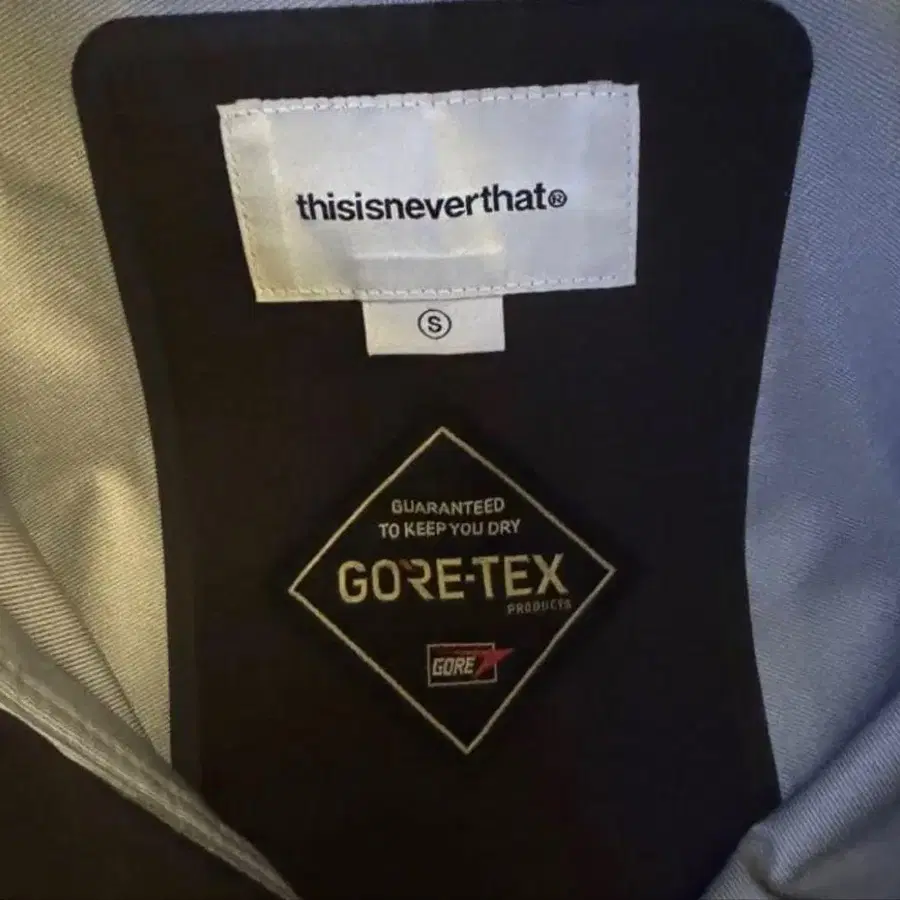 thisisneverthat®
Ⓢ
GUARANTEED
TO KEEP YOU DRY
GORE-TEX
PRODUCTS
GORE